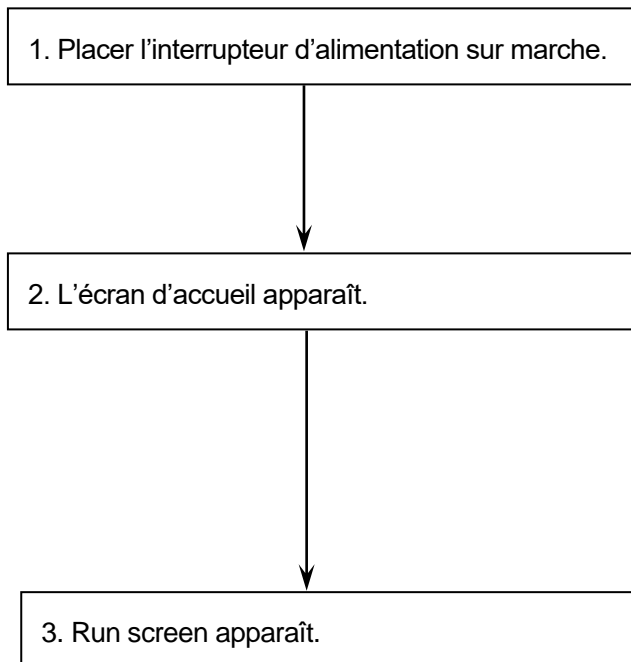 1. Placer l’interrupteur d’alimentation sur marche.
2. L’écran d’accueil apparaît.
3. Run screen apparaît.